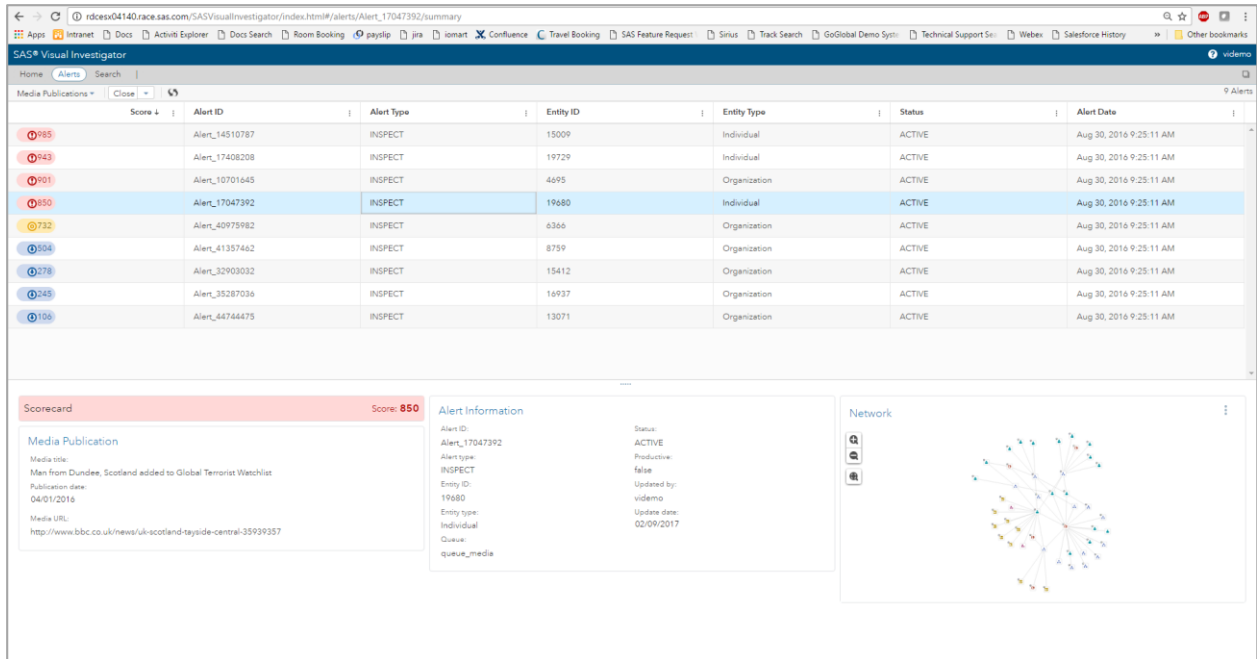 rdcesx04140.race.sas.com/SASVisualInvestigator/index.html#/alerts/Alert_17047392/summary
Apps Intranet Docs Activiti Explorer Docs Search Room Booking payslip jira iomart Confluence Travel Booking SAS Feature Request Sirius Track Search GoGlobal Demo Syste Technical Support Ser Webex Salesforce History » Other bookmarks
SAS® Visual Investigator videmo
Home Alerts Search
Media Publications Close 9 Alerts
Score ↓ Alert ID Alert Type Entity ID Entity Type Status Alert Date
985 Alert_14510787 INSPECT 15009 Individual ACTIVE Aug 30, 2016 9:25:11 AM
943 Alert_17408208 INSPECT 19729 Individual ACTIVE Aug 30, 2016 9:25:11 AM
901 Alert_10701645 INSPECT 4695 Organization ACTIVE Aug 30, 2016 9:25:11 AM
850 Alert_17047392 INSPECT 19680 Individual ACTIVE Aug 30, 2016 9:25:11 AM
732 Alert_40975982 INSPECT 6366 Organization ACTIVE Aug 30, 2016 9:25:11 AM
504 Alert_41357462 INSPECT 8759 Organization ACTIVE Aug 30, 2016 9:25:11 AM
278 Alert_32903032 INSPECT 15412 Organization ACTIVE Aug 30, 2016 9:25:11 AM
245 Alert_35287036 INSPECT 16937 Organization ACTIVE Aug 30, 2016 9:25:11 AM
106 Alert_44744475 INSPECT 13071 Organization ACTIVE Aug 30, 2016 9:25:11 AM
Scorecard Score: 850
Media Publication
Media title:
Man from Dundee, Scotland added to Global Terrorist Watchlist
Publication date:
04/01/2016
Media URL:
http://www.bbc.co.uk/news/uk-scotland-tayside-central-35939357
Alert Information
Alert ID: Status:
Alert_17047392 ACTIVE
Alert type: Productive:
INSPECT false
Entity ID: Updated by:
19680 videmo
Entity type: Update date:
Individual 02/09/2017
Queue:
queue_media
Network